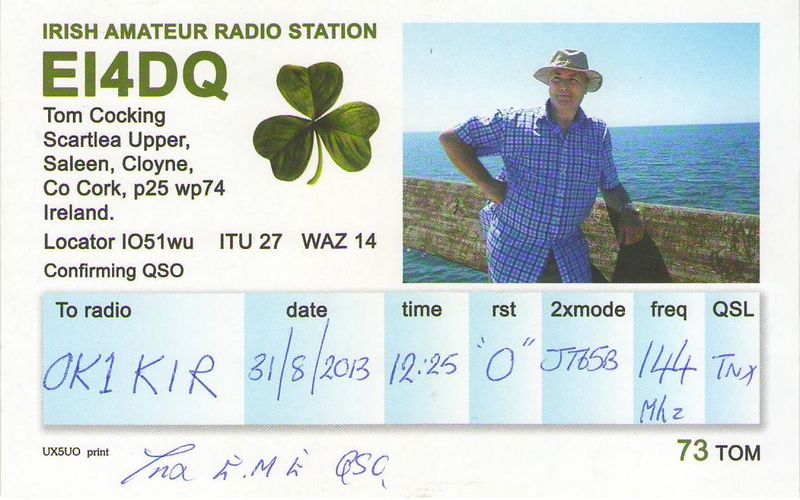 IRISH AMATEUR RADIO STATION
EI4DQ
Tom Cocking
Scartlea Upper,
Saleen, Cloyne,
Co Cork, p25 wp74
Ireland.
Locator IO51wu ITU 27 WAZ 14
Confirming QSO
To radio date time rst 2xmode freq QSL
OK1KIR 31/8/2013 12:25 "O" JT65B 144 Mhz TNX
UX5UO print
73 TOM
E.M.E QSO